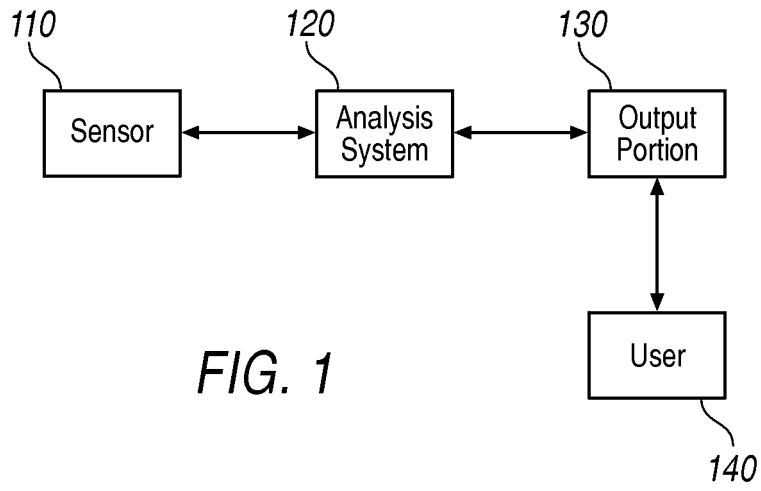 110
120
130
Sensor
Analysis
System
Output
Portion
User
FIG. 1
140